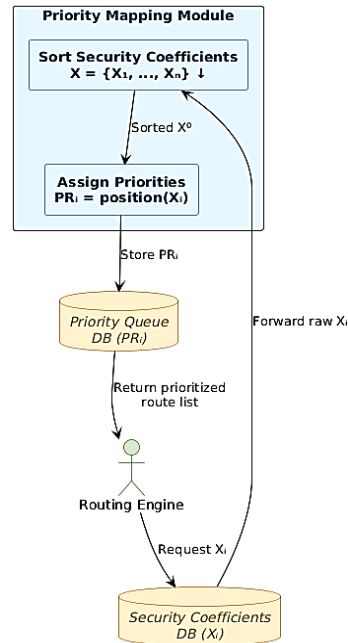 Priority Mapping Module
Sort Security Coefficients
X = {X₁, ..., Xₙ} ↓
Sorted X⁰
Assign Priorities
PRᵢ = position(Xᵢ)
Store PRᵢ
Priority Queue
DB (PRᵢ)
Forward raw Xᵢ
Return prioritized
route list
Routing Engine
Request Xᵢ
Security Coefficients
DB (Xᵢ)